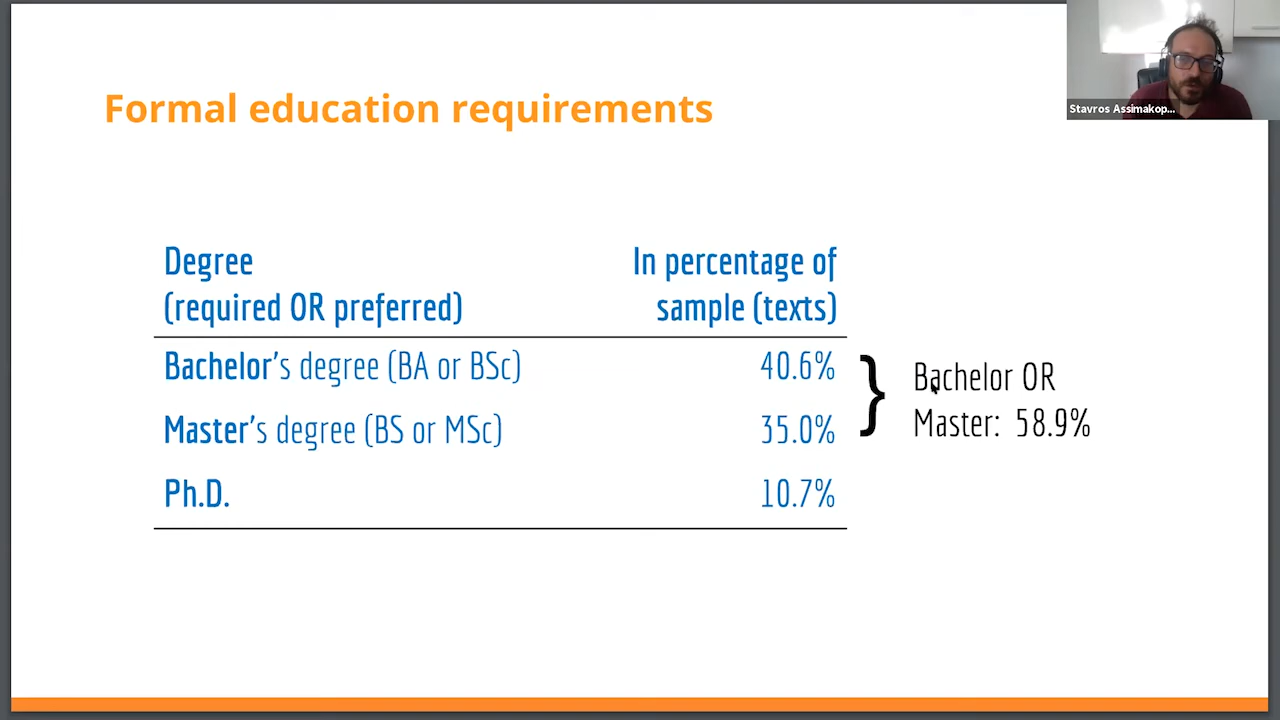 Formal education requirements
Stavros Assimakop...
Degree
(required OR preferred)
In percentage of
sample (texts)
Bachelor's degree (BA or BSc)
40.6%
Master's degree (BS or MSc)
35.0%
Ph.D.
10.7%
}
Bachelor OR
Master: 58.9%